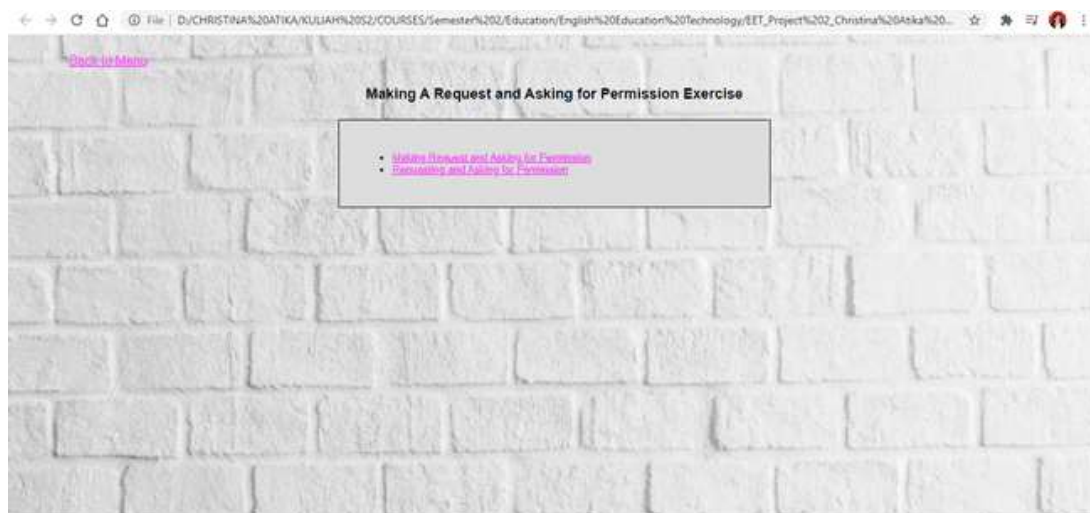 File | D:/CHRISTINA%20ATIKA/KULIAH%20S2/COURSES/Semester%202/Education/English%20Education%20Technology/EET_Project%202_Christina%20Atika%20...
Back to Menu
Making A Request and Asking for Permission Exercise
Making Request and Asking for Permission
Requesting and Asking for Permission